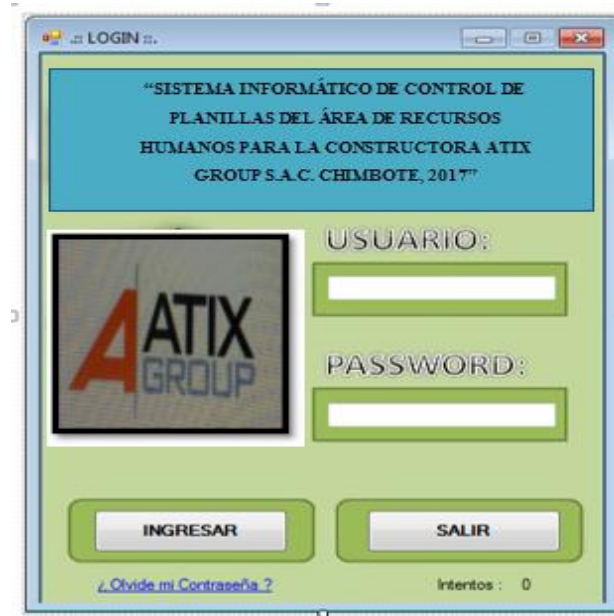 .:: LOGIN ::.
“SISTEMA INFORMÁTICO DE CONTROL DE
PLANILLAS DEL ÁREA DE RECURSOS
HUMANOS PARA LA CONSTRUCTORA ATIX
GROUP S.A.C. CHIMBOTE, 2017”
USUARIO:
A ATIX
GROUP
PASSWORD:
INGRESAR
SALIR
¿ Olvide mi Contraseña ?
Intentos : 0